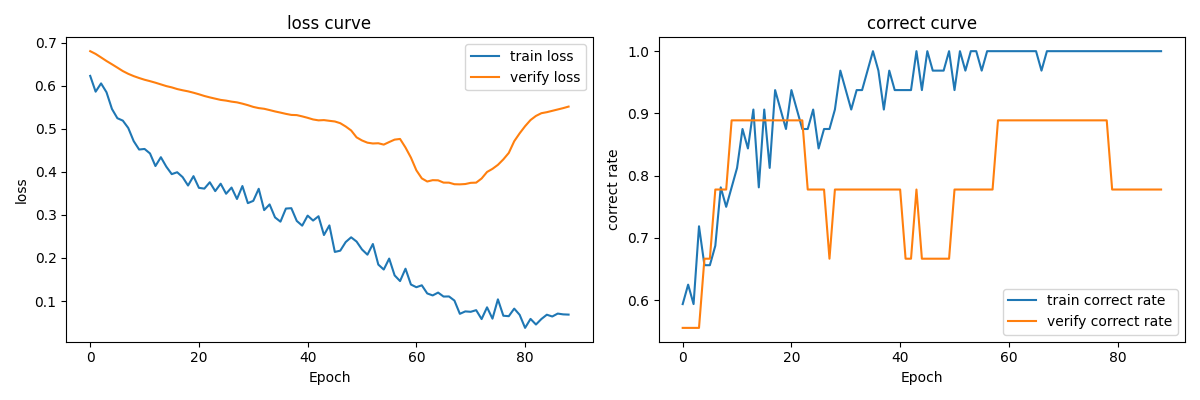 loss curve
0.7
0.6
0.5
0.4
0.3
0.2
0.1
loss
train loss
verify loss
0 20 40 60 80
Epoch
correct curve
1.0
0.9
0.8
0.7
0.6
correct rate
train correct rate
verify correct rate
0 20 40 60 80
Epoch